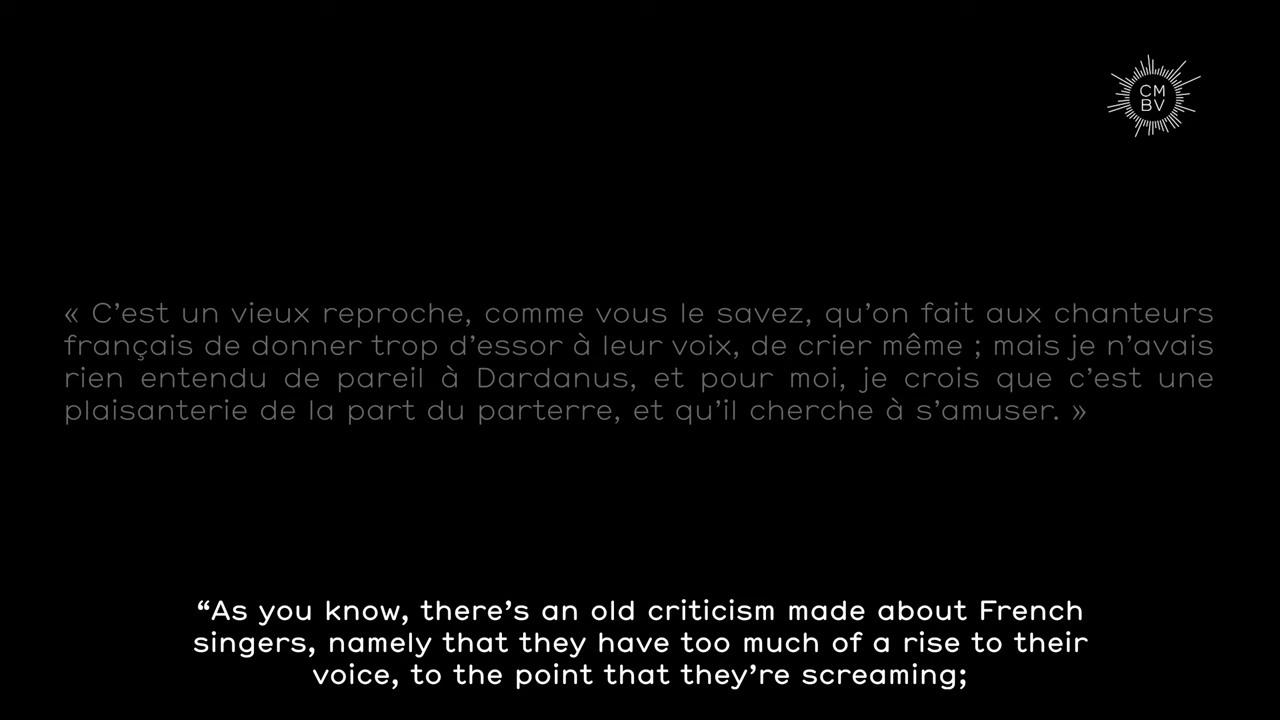 CM
BV
« C’est un vieux reproche, comme vous le savez, qu’on fait aux chanteurs
français de donner trop d’essor à leur voix, de crier même ; mais je n’avais
rien entendu de pareil à Dardanus, et pour moi, je crois que c’est une
plaisanterie de la part du parterre, et qu’il cherche à s’amuser. »
“As you know, there’s an old criticism made about French
singers, namely that they have too much of a rise to their
voice, to the point that they’re screaming;